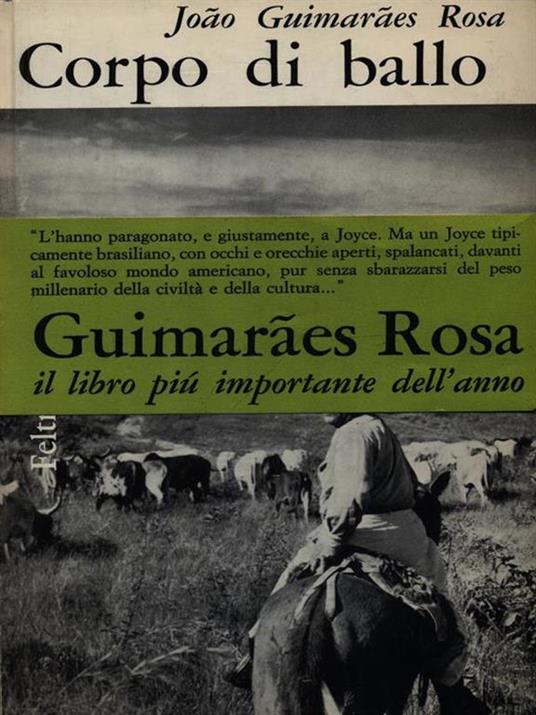 João Guimarães Rosa
Corpo di ballo
"L'hanno paragonato, e giustamente, a Joyce. Ma un Joyce tipi-
camente brasiliano, con occhi e orecchie aperti, spalancati, davanti
al favoloso mondo americano, pur senza sbarazzarsi del peso
millenario della civiltà e della cultura..."
Guimarães Rosa
il libro piú importante dell'anno
Felt